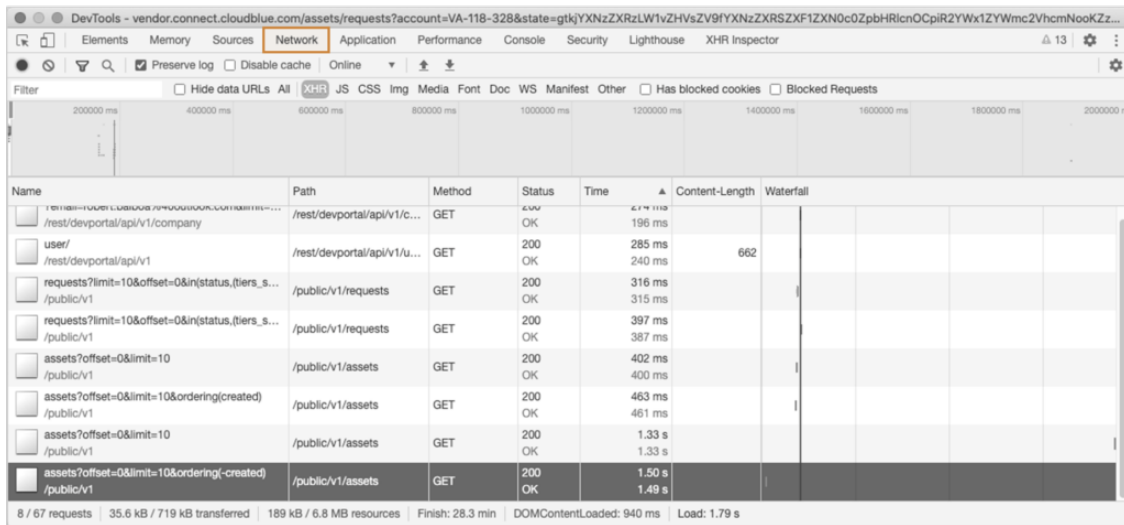 DevTools - vendor.connect.cloudblue.com/assets/requests?account=VA-118-328&state=gtkjYXNzZXRzLW1vZHVsZV9fYXNzZXRSZXF1ZXN0c0ZpbHRlcnOCpiR2YWx1ZYWmc2VhcmNooKZz...
Elements Memory Sources Network Application Performance Console Security Lighthouse XHR Inspector 13
Preserve log Disable cache Online
Filter Hide data URLs All XHR JS CSS Img Media Font Doc WS Manifest Other Has blocked cookies Blocked Requests
200000 ms 400000 ms 600000 ms 800000 ms 1000000 ms 1200000 ms 1400000 ms 1600000 ms 1800000 ms 2000000
Name Path Method Status Time Content-Length Waterfall
/rest/devportal/api/v1/c... GET 200 274 ms
/rest/devportal/api/v1/company OK 196 ms
user/ /rest/devportal/api/v1/u... GET 200 285 ms 662
/rest/devportal/api/v1 OK 240 ms
requests?limit=10&offset=0&in(status,(tiers_s... /public/v1/requests GET 200 316 ms
/public/v1 OK 315 ms
requests?limit=10&offset=0&in(status,(tiers_s... /public/v1/requests GET 200 397 ms
/public/v1 OK 387 ms
assets?offset=0&limit=10 /public/v1/assets GET 200 402 ms
/public/v1 OK 400 ms
assets?offset=0&limit=10&ordering(created) /public/v1/assets GET 200 463 ms
/public/v1 OK 461 ms
assets?offset=0&limit=10 /public/v1/assets GET 200 1.33 s
/public/v1 OK 1.33 s
assets?offset=0&limit=10&ordering(-created) /public/v1/assets GET 200 1.50 s
/public/v1 OK 1.49 s
8 / 67 requests 35.6 kB / 719 kB transferred 189 kB / 6.8 MB resources Finish: 28.3 min DOMContentLoaded: 940 ms Load: 1.79 s